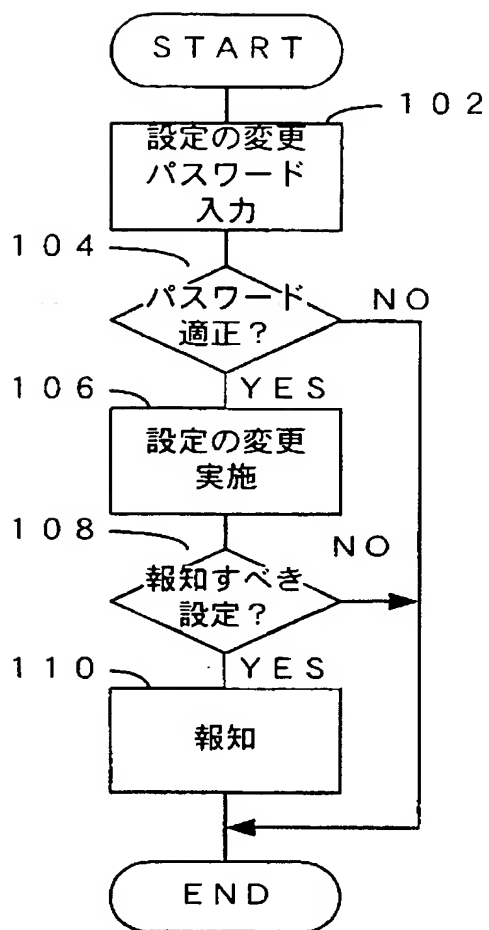 START
102
設定の変更
パスワード
入力
104
パスワード
適正?
NO
YES
106
設定の変更
実施
108
NO
報知すべき
設定?
YES
110
報知
END